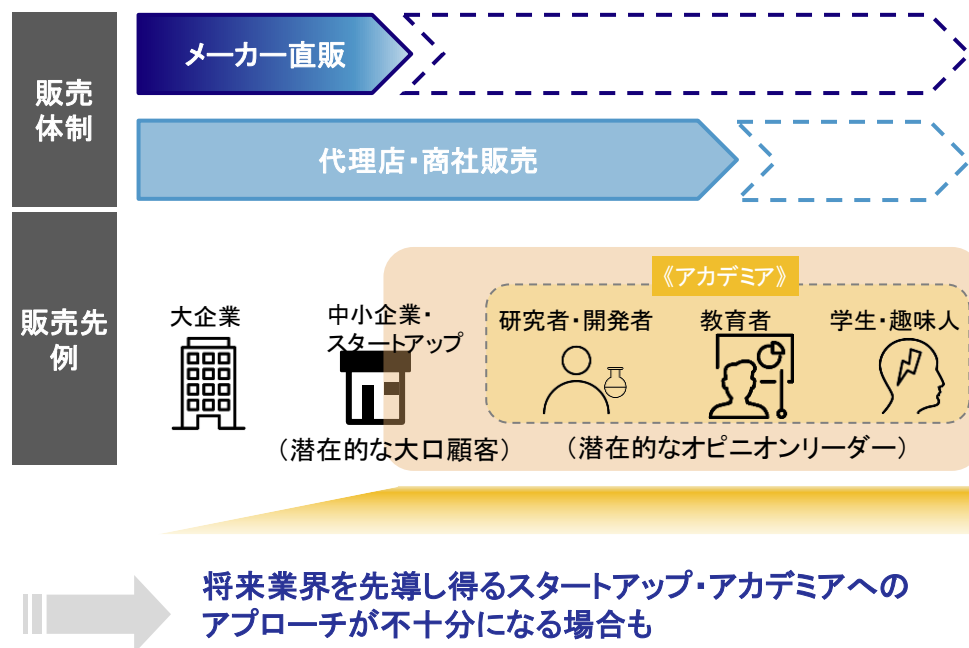 販売
体制
メーカー直販
代理店・商社販売
販売先
例
《アカデミア》
大企業
中小企業・
スタートアップ
研究者・開発者
教育者
学生・趣味人
（潜在的な大口顧客）
（潜在的なオピニオンリーダー）
将来業界を先導し得るスタートアップ・アカデミアへの
アプローチが不十分になる場合も